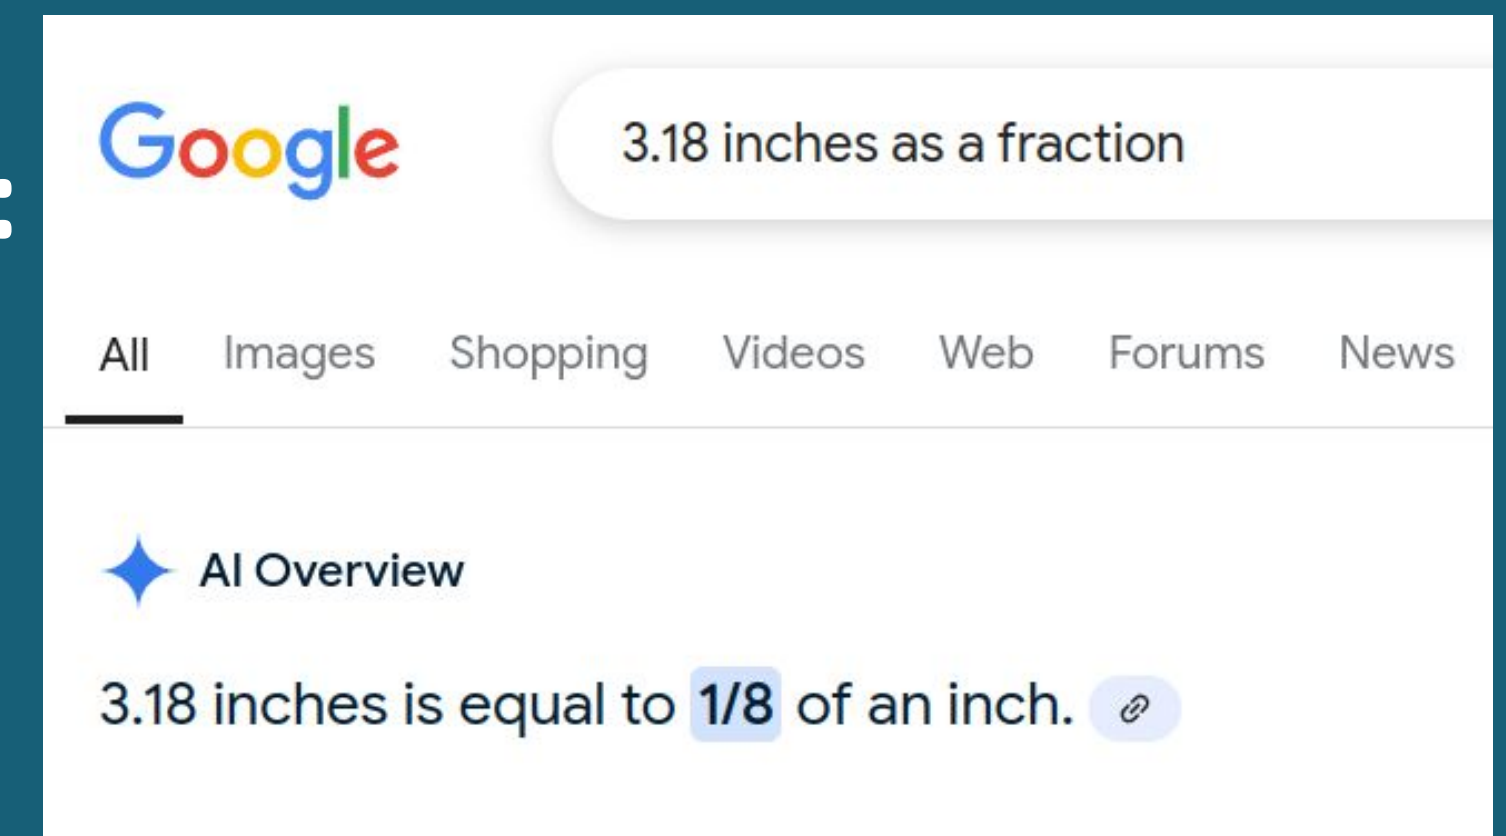 Google
3.18 inches as a fraction
All Images Shopping Videos Web Forums News
AI Overview
3.18 inches is equal to 1/8 of an inch.